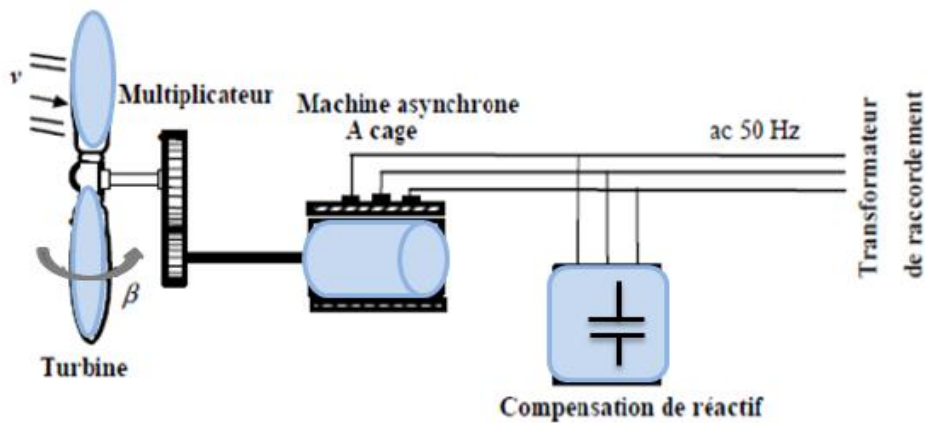 v
Multiplicateur
Machine asynchrone
A cage
ac 50 Hz
Transformateur
de raccordement
β
Turbine
Compensation de réactif